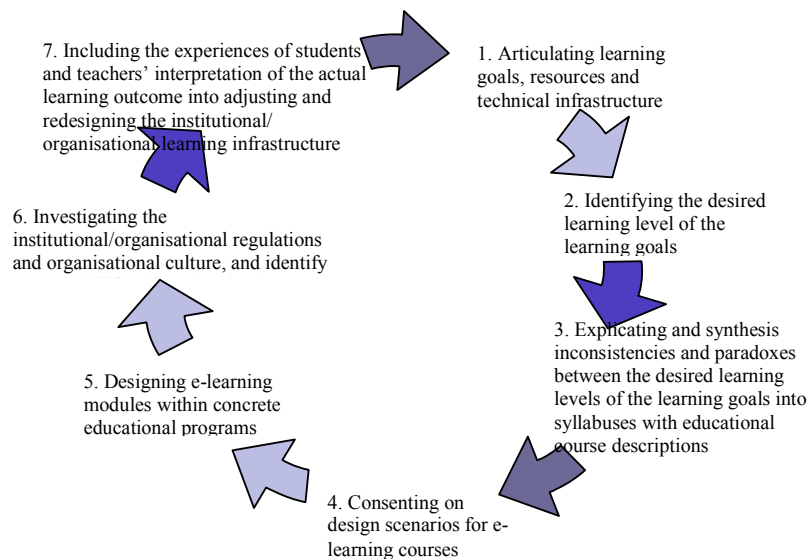 1. Articulating learning
goals, resources and
technical infrastructure
2. Identifying the desired
learning level of the
learning goals
3. Explicating and synthesis
inconsistencies and paradoxes
between the desired learning
levels of the learning goals into
syllabuses with educational
course descriptions
4. Consenting on
design scenarios for e-
learning courses
5. Designing e-learning
modules within concrete
educational programs
6. Investigating the
institutional/organisational regulations
and organisational culture, and identify
7. Including the experiences of students
and teachers’ interpretation of the actual
learning outcome into adjusting and
redesigning the institutional/
organisational learning infrastructure